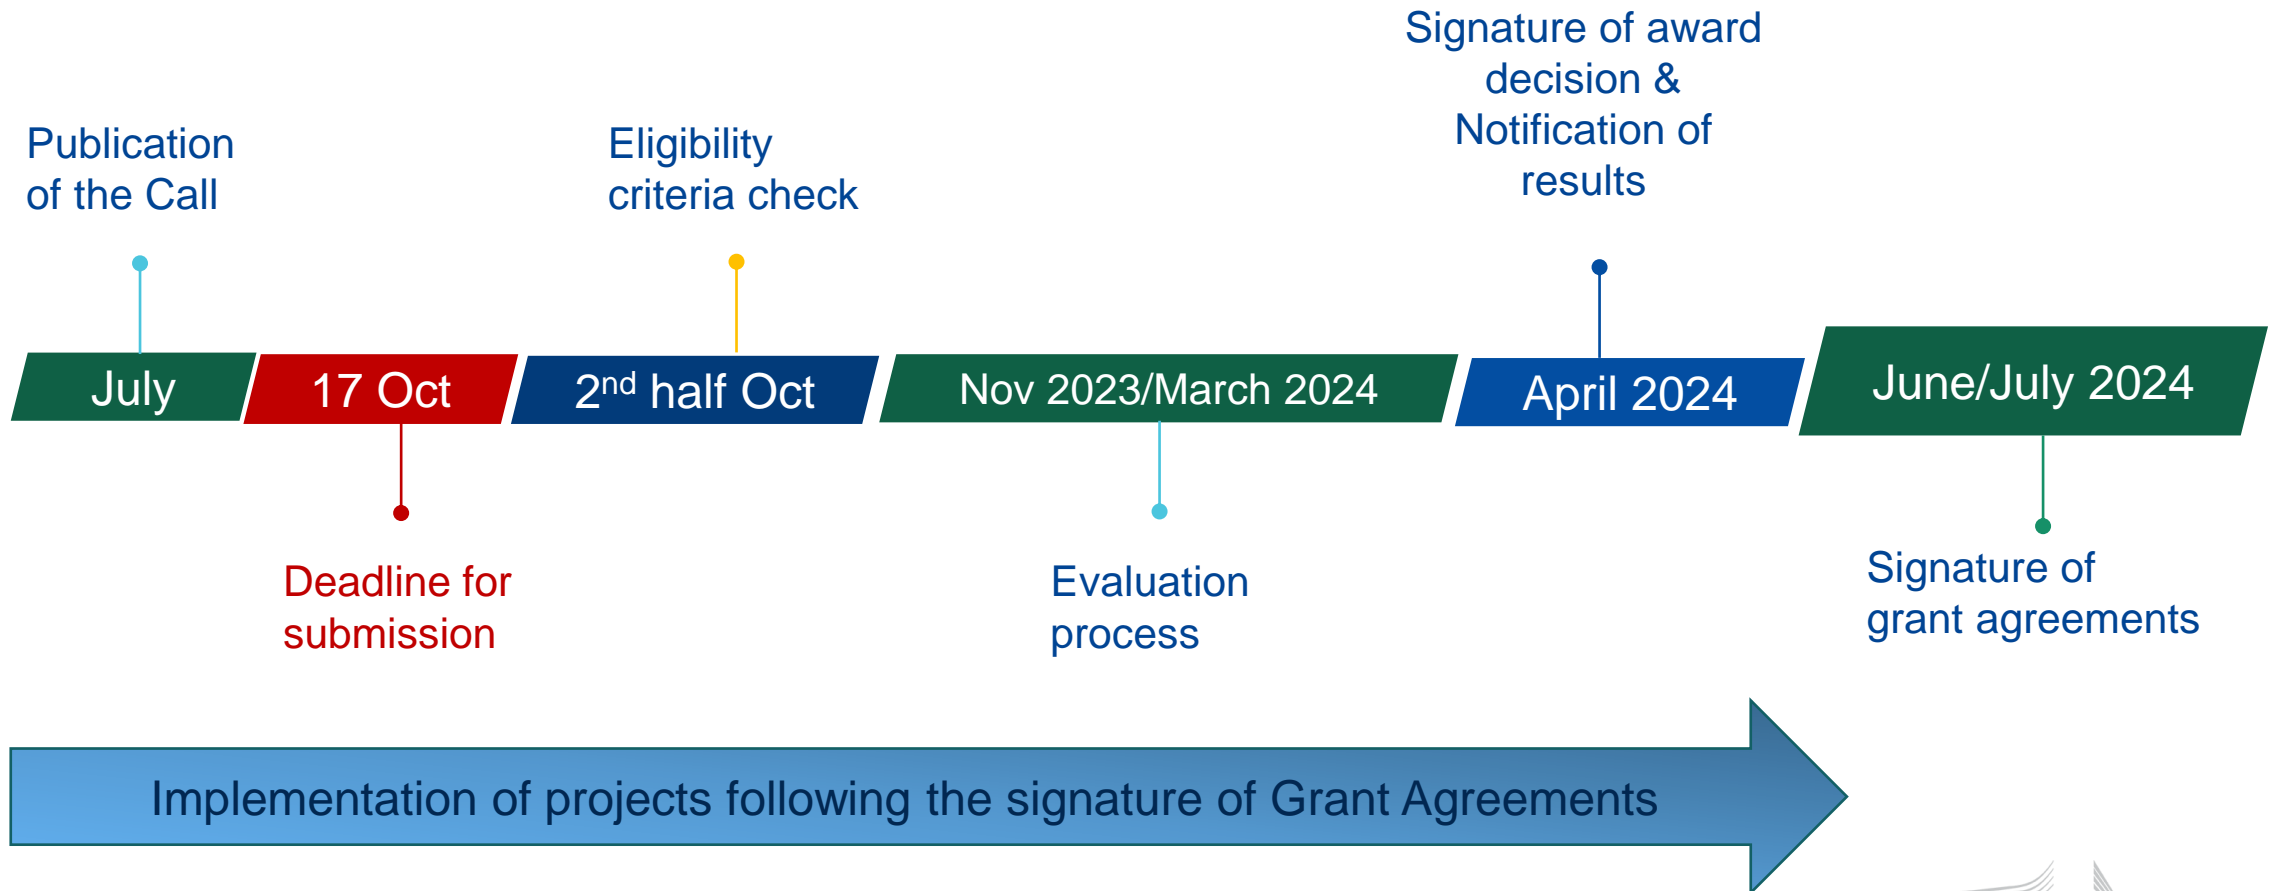 Signature of award
decision &
Notification of
results
Publication
of the Call
Eligibility
criteria check
July
17 Oct
2nd half Oct
Nov 2023/March 2024
April 2024
June/July 2024
Deadline for
submission
Evaluation
process
Signature of
grant agreements
Implementation of projects following the signature of Grant Agreements